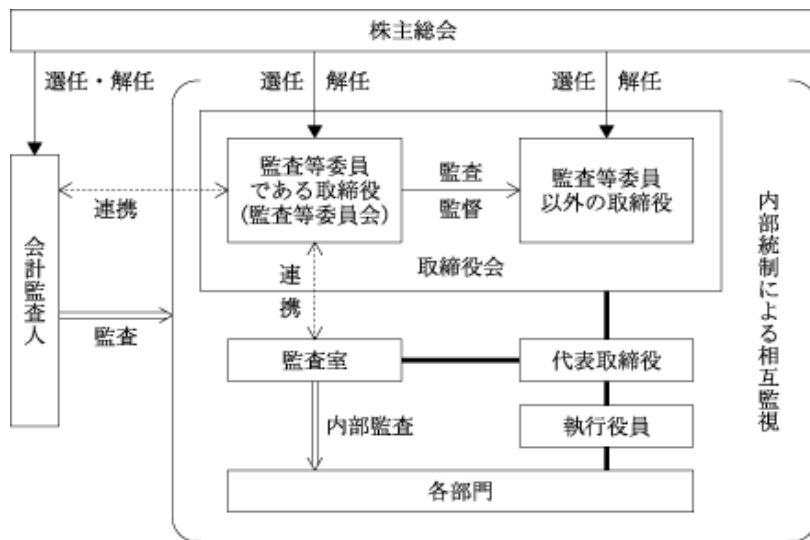 株主総会
選任・解任
選任 解任
選任 解任
監査等委員
である取締役
(監査等委員会)
監査
監督
監査等委員
以外の取締役
連携
取締役会
連
携
会計監査人
監査
監査室
代表取締役
内部監査
執行役員
各部門
内部統制による相互監視